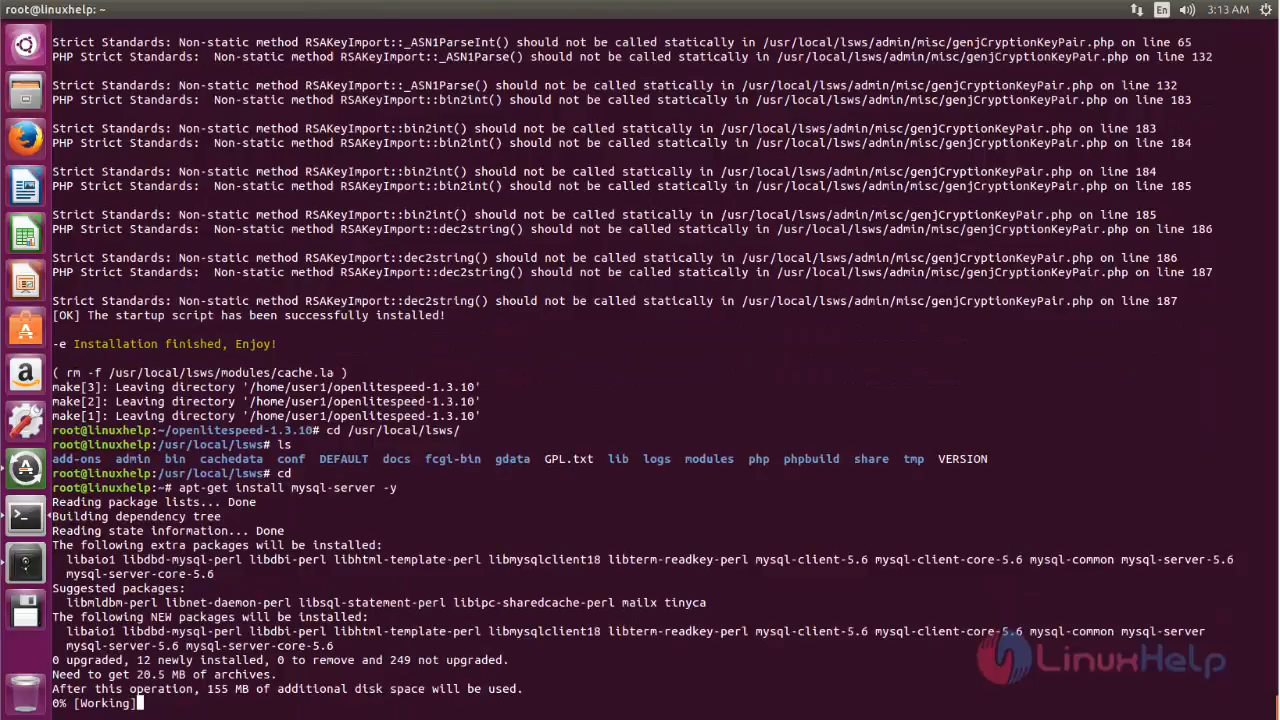 root@linuxhelp: ~
En
3:13 AM
Strict Standards: Non-static method RSAKeyImport::_ASN1ParseInt() should not be called statically in /usr/local/lsws/admin/misc/genjCryptionKeyPair.php on line 65
PHP Strict Standards:  Non-static method RSAKeyImport::_ASN1Parse() should not be called statically in /usr/local/lsws/admin/misc/genjCryptionKeyPair.php on line 132
Strict Standards: Non-static method RSAKeyImport::_ASN1Parse() should not be called statically in /usr/local/lsws/admin/misc/genjCryptionKeyPair.php on line 132
PHP Strict Standards:  Non-static method RSAKeyImport::bin2int() should not be called statically in /usr/local/lsws/admin/misc/genjCryptionKeyPair.php on line 183
Strict Standards: Non-static method RSAKeyImport::bin2int() should not be called statically in /usr/local/lsws/admin/misc/genjCryptionKeyPair.php on line 183
PHP Strict Standards:  Non-static method RSAKeyImport::bin2int() should not be called statically in /usr/local/lsws/admin/misc/genjCryptionKeyPair.php on line 184
Strict Standards: Non-static method RSAKeyImport::bin2int() should not be called statically in /usr/local/lsws/admin/misc/genjCryptionKeyPair.php on line 184
PHP Strict Standards:  Non-static method RSAKeyImport::bin2int() should not be called statically in /usr/local/lsws/admin/misc/genjCryptionKeyPair.php on line 185
Strict Standards: Non-static method RSAKeyImport::bin2int() should not be called statically in /usr/local/lsws/admin/misc/genjCryptionKeyPair.php on line 185
PHP Strict Standards:  Non-static method RSAKeyImport::dec2string() should not be called statically in /usr/local/lsws/admin/misc/genjCryptionKeyPair.php on line 186
Strict Standards: Non-static method RSAKeyImport::dec2string() should not be called statically in /usr/local/lsws/admin/misc/genjCryptionKeyPair.php on line 186
PHP Strict Standards:  Non-static method RSAKeyImport::dec2string() should not be called statically in /usr/local/lsws/admin/misc/genjCryptionKeyPair.php on line 187
Strict Standards: Non-static method RSAKeyImport::dec2string() should not be called statically in /usr/local/lsws/admin/misc/genjCryptionKeyPair.php on line 187
[OK] The startup script has been successfully installed!
-e Installation finished, Enjoy!
( rm -f /usr/local/lsws/modules/cache.la )
make[3]: Leaving directory '/home/user1/openlitespeed-1.3.10'
make[2]: Leaving directory '/home/user1/openlitespeed-1.3.10'
make[1]: Leaving directory '/home/user1/openlitespeed-1.3.10'
root@linuxhelp:~/openlitespeed-1.3.10# cd /usr/local/lsws/
root@linuxhelp:/usr/local/lsws# ls
add-ons  admin  bin  cachedata  conf  DEFAULT  docs  fcgi-bin  gdata  GPL.txt  lib  logs  modules  php  phpbuild  share  tmp  VERSION
root@linuxhelp:/usr/local/lsws# cd
root@linuxhelp:~# apt-get install mysql-server -y
Reading package lists... Done
Building dependency tree
Reading state information... Done
The following extra packages will be installed:
libaio1 libdbd-mysql-perl libdbi-perl libhtml-template-perl libmysqlclient18 libterm-readkey-perl mysql-client-5.6 mysql-client-core-5.6 mysql-common mysql-server-5.6
mysql-server-core-5.6
Suggested packages:
libmldbm-perl libnet-daemon-perl libsql-statement-perl libipc-sharedcache-perl mailx tinyca
The following NEW packages will be installed:
libaio1 libdbd-mysql-perl libdbi-perl libhtml-template-perl libmysqlclient18 libterm-readkey-perl mysql-client-5.6 mysql-client-core-5.6 mysql-common mysql-server
mysql-server-5.6 mysql-server-core-5.6
0 upgraded, 12 newly installed, 0 to remove and 249 not upgraded.
Need to get 20.5 MB of archives.
After this operation, 155 MB of additional disk space will be used.
0% [Working]
LinuxHelp